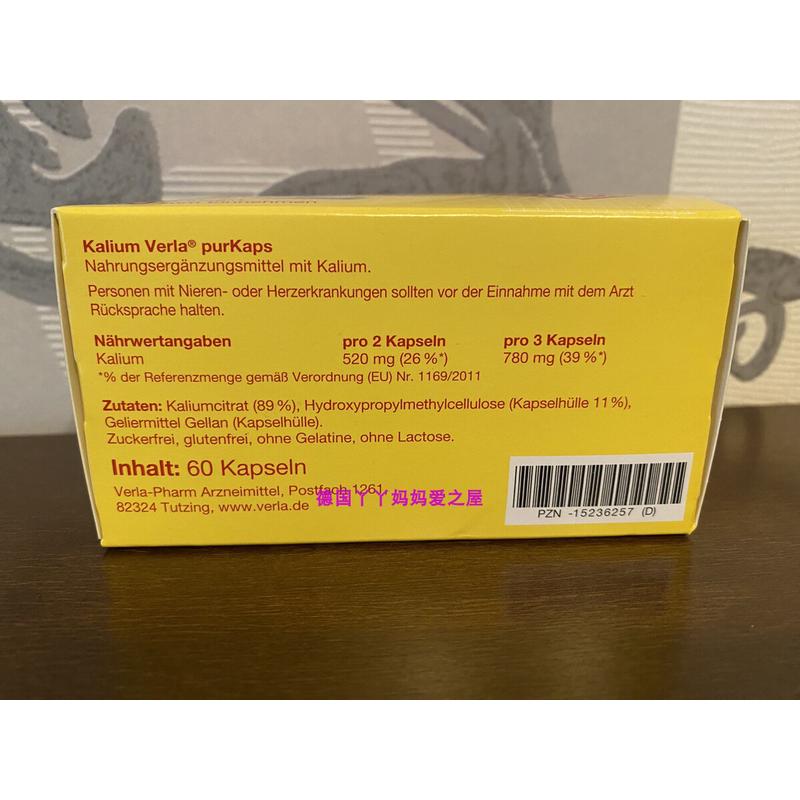 Einnehmen
Kalium Verla® purKaps
Nahrungsergänzungsmittel mit Kalium.
Personen mit Nieren- oder Herzerkrankungen sollten vor der Einnahme mit dem Arzt
Rücksprache halten.
Nährwertangaben pro 2 Kapseln pro 3 Kapseln
Kalium 520 mg (26 %*) 780 mg (39 %*)
*% der Referenzmenge gemäß Verordnung (EU) Nr. 1169/2011
Zutaten: Kaliumcitrat (89 %), Hydroxypropylmethylcellulose (Kapselhülle 11 %),
Geliermittel Gellan (Kapselhülle).
Zuckerfrei, glutenfrei, ohne Gelatine, ohne Lactose.
Inhalt: 60 Kapseln
Verla-Pharm Arzneimittel, Postfach 1261
82324 Tutzing, www.verla.de
德国丫丫妈妈爱之屋
PZN -15236257 (D)